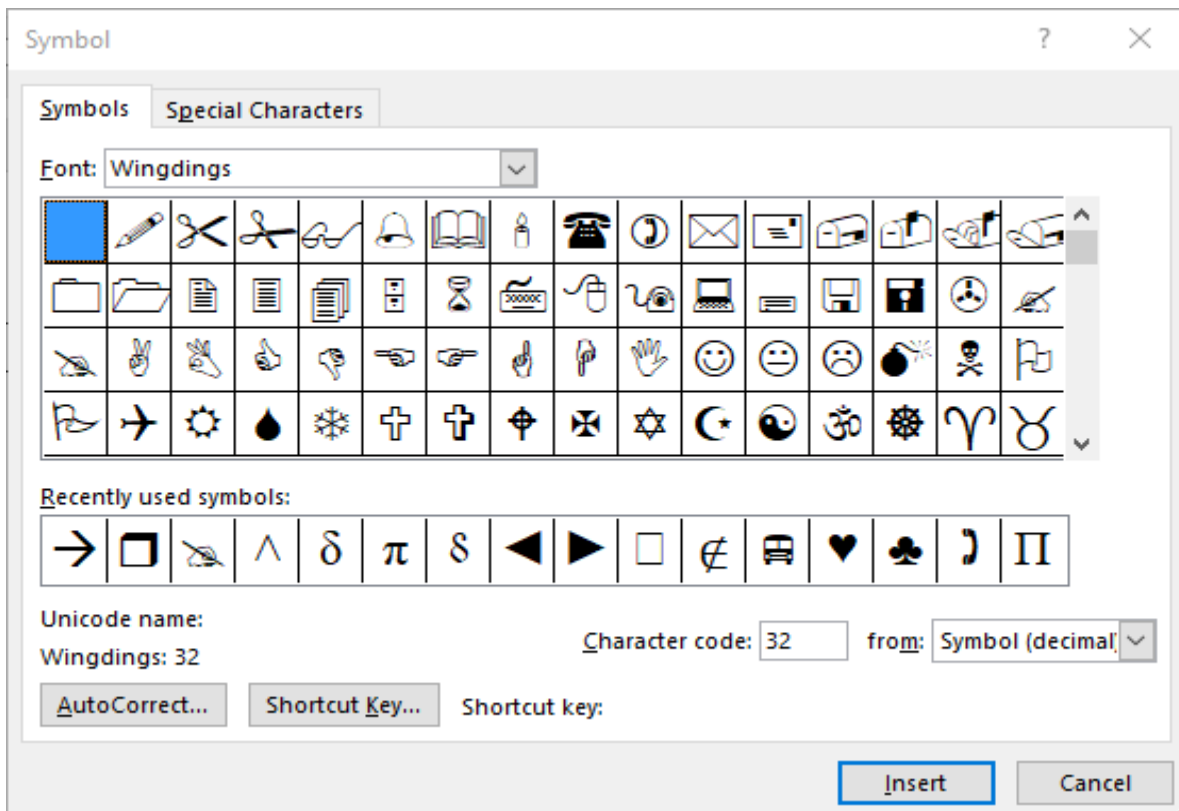 Symbol ? ×
Symbols Special Characters
Font: Wingdings
Recently used symbols:
→ ❒ ^ δ π δ ◄ ► □ ∉ ♥ ♣ Π
Unicode name:
Wingdings: 32
Character code: 32 from: Symbol (decimal
AutoCorrect... Shortcut Key... Shortcut key:
Insert Cancel